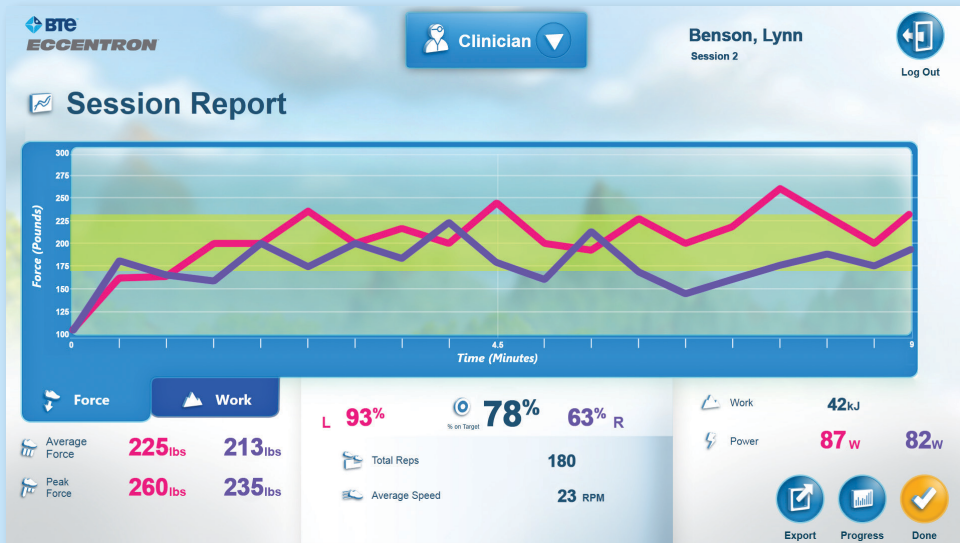 BTE
ECCENTRON
Clinician
Benson, Lynn
Session 2
Log Out
Session Report
300
275
250
225
200
175
150
125
100
Force (Pounds)
0
4.5
9
Time (Minutes)
Force
Work
L 93%
% on Target
78%
63% R
Work 42kJ
Power 87 W 82W
Average
Force
225lbs 213lbs
Peak
Force
260lbs 235lbs
Total Reps 180
Average Speed 23 RPM
Export
Progress
Done